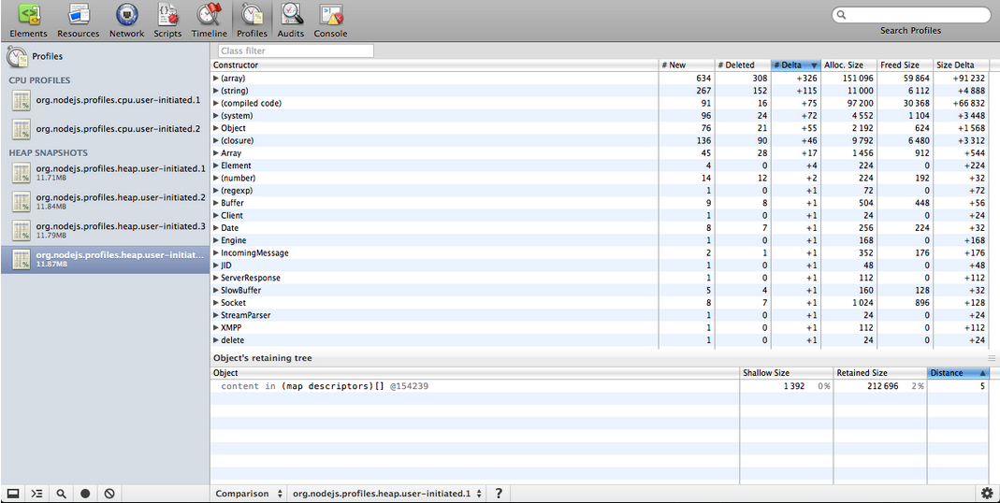 Elements Resources Network Scripts Timeline Profiles Audits Console
Search Profiles
Profiles
CPU PROFILES
org.nodejs.profiles.cpu.user-initiated.1
org.nodejs.profiles.cpu.user-initiated.2
HEAP SNAPSHOTS
org.nodejs.profiles.heap.user-initiated.1
11.71MB
org.nodejs.profiles.heap.user-initiated.2
11.84MB
org.nodejs.profiles.heap.user-initiated.3
11.79MB
org.nodejs.profiles.heap.user-initiat...
11.87MB
Class filter
Constructor # New # Deleted # Delta ▼ Alloc. Size Freed Size Size Delta
(array) 634 308 +326 151 096 59 864 +91 232
(string) 267 152 +115 11 000 6 112 +4 888
(compiled code) 91 16 +75 97 200 30 368 +66 832
(system) 96 24 +72 4 552 1 104 +3 448
Object 76 21 +55 2 192 624 +1 568
(closure) 136 90 +46 9 792 6 480 +3 312
Array 45 28 +17 1 456 912 +544
Element 4 0 +4 224 0 +224
(number) 14 12 +2 224 192 +32
(regexp) 1 0 +1 72 0 +72
Buffer 9 8 +1 504 448 +56
Client 1 0 +1 24 0 +24
Date 8 7 +1 256 224 +32
Engine 1 0 +1 168 0 +168
IncomingMessage 2 1 +1 352 176 +176
JID 1 0 +1 48 0 +48
ServerResponse 1 0 +1 112 0 +112
SlowBuffer 5 4 +1 160 128 +32
Socket 8 7 +1 1 024 896 +128
StreamParser 1 0 +1 24 0 +24
XMPP 1 0 +1 112 0 +112
delete 1 0 +1 24 0 +24
Object's retaining tree
Object Shallow Size Retained Size Distance ▲
content in (map descriptors)[] @154239 1 392 0% 212 696 2% 5
Comparison org.nodejs.profiles.heap.user-initiated.1 ?